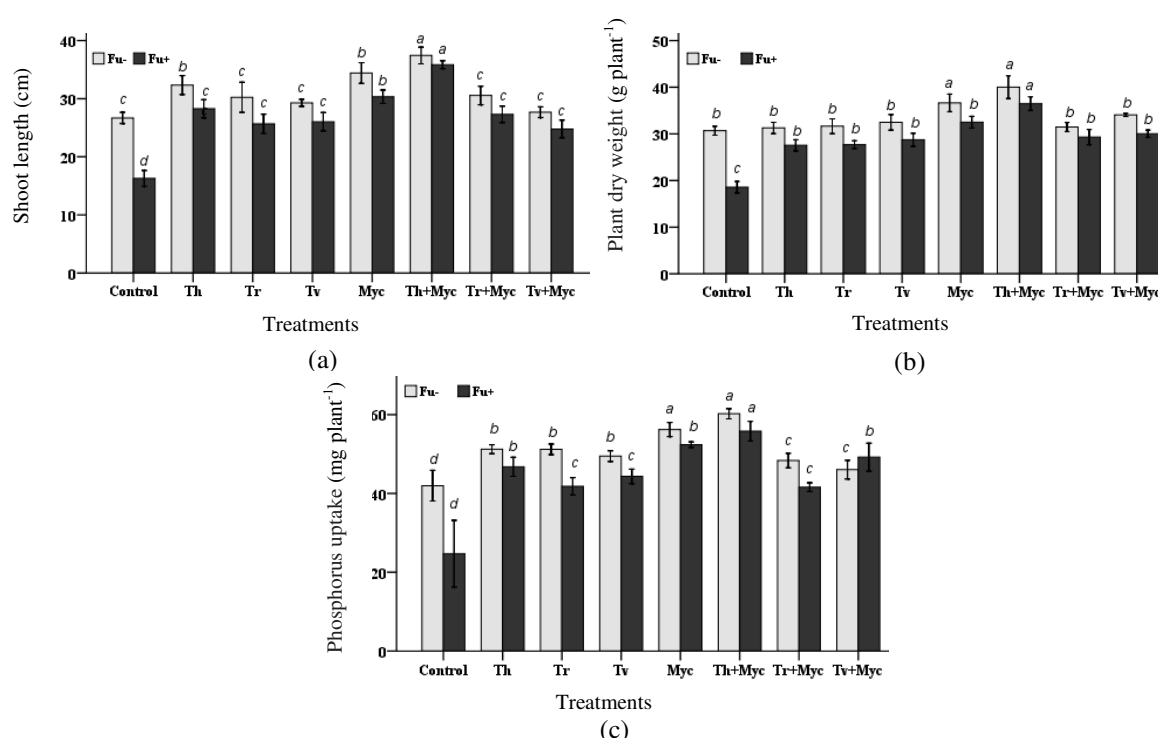 40
30
20
10
0
Shoot length (cm)
Fu- Fu+
c d b c c c c c b b a a c c c c
Control Th Tr Tv Myc Th+Myc Tr+Myc Tv+Myc
Treatments
(a)
50
40
30
20
10
0
Plant dry weight (g plant⁻¹)
Fu- Fu+
b c b b b b b b a b a a b b b b
Control Th Tr Tv Myc Th+Myc Tr+Myc Tv+Myc
Treatments
(b)
60
40
20
0
Phosphorus uptake (mg plant⁻¹)
Fu- Fu+
d d b b b c b c a b a a c c c b
Control Th Tr Tv Myc Th+Myc Tr+Myc Tv+Myc
Treatments
(c)